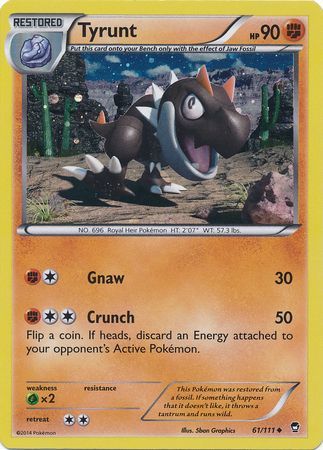 RESTORED
Tyrunt
HP 90
Put this card onto your Bench only with the effect of Jaw Fossil
NO. 696 Royal Heir Pokémon HT: 2'07" WT: 57.3 lbs.
Gnaw 30
Crunch 50
Flip a coin. If heads, discard an Energy attached to
your opponent's Active Pokémon.
weakness resistance
×2
retreat
This Pokémon was restored
from a fossil. If something happens
that it doesn't like, it throws a
tantrum and runs wild.
©2014 Pokémon
Illus. 5ban Graphics
61/111